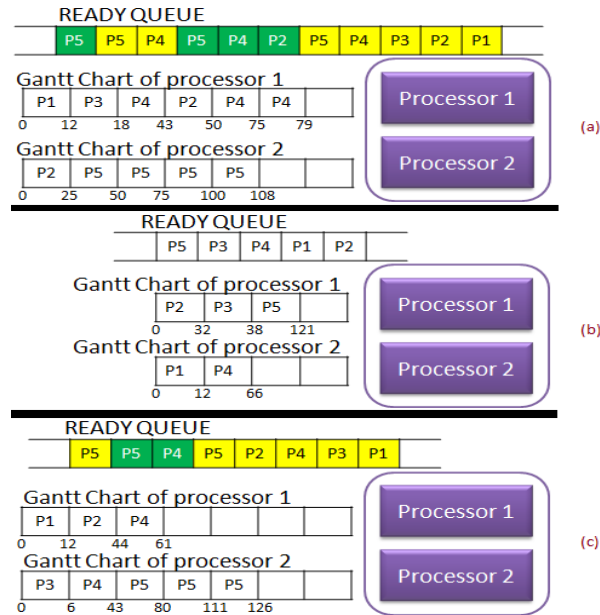 READY QUEUE
P5 P5 P4 P5 P4 P2 P5 P4 P3 P2 P1
Gantt Chart of processor 1
P1 P3 P4 P2 P4 P4
0 12 18 43 50 75 79
Gantt Chart of processor 2
P2 P5 P5 P5 P5
0 25 50 75 100 108
Processor 1
Processor 2
(a)
READY QUEUE
P5 P3 P4 P1 P2
Gantt Chart of processor 1
P2 P3 P5
0 32 38 121
Gantt Chart of processor 2
P1 P4
0 12 66
Processor 1
Processor 2
(b)
READY QUEUE
P5 P5 P4 P5 P2 P4 P3 P1
Gantt Chart of processor 1
P1 P2 P4
0 12 44 61
Gantt Chart of processor 2
P3 P4 P5 P5 P5
0 6 43 80 111 126
Processor 1
Processor 2
(c)